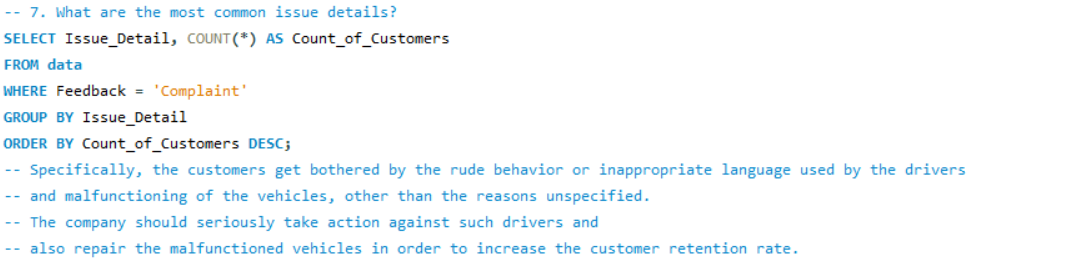 -- 7. What are the most common issue details?
SELECT Issue_Detail, COUNT(*) AS Count_of_Customers
FROM data
WHERE Feedback = 'Complaint'
GROUP BY Issue_Detail
ORDER BY Count_of_Customers DESC;
-- Specifically, the customers get bothered by the rude behavior or inappropriate language used by the drivers
-- and malfunctioning of the vehicles, other than the reasons unspecified.
-- The company should seriously take action against such drivers and
-- also repair the malfunctioned vehicles in order to increase the customer retention rate.